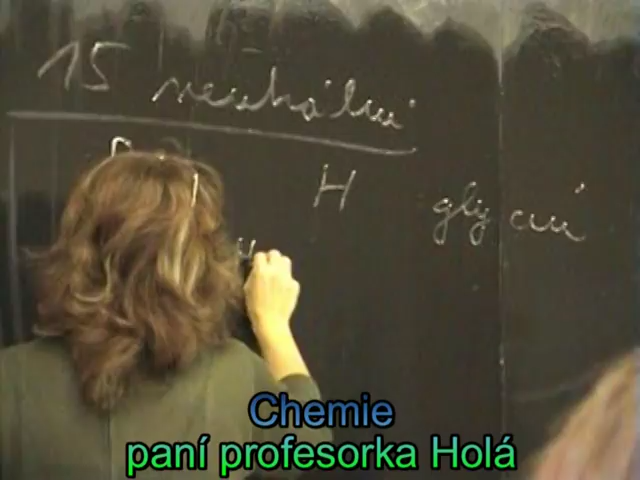 15 neutrální
H glycin
Chemie
paní profesorka Holá